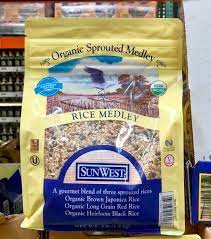 Organic Sprouted Medley
RICE MEDLEY
SUNWEST
A gourmet blend of three sprouted rices
Organic Brown Japonica Rice
Organic Long Grain Red Rice
Organic Heirloom Black Rice